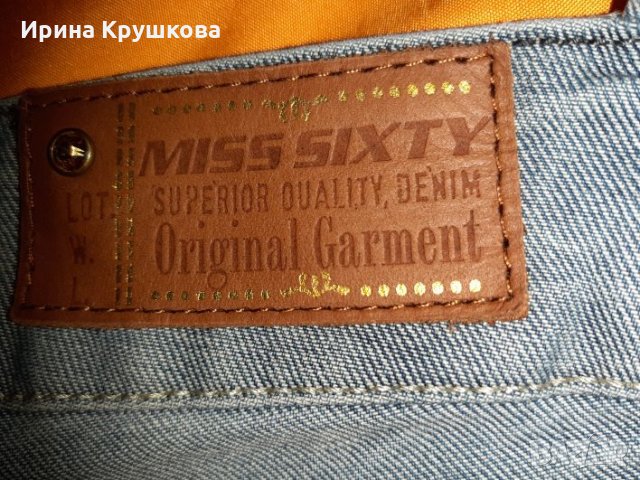 Ирина Крушкова
MISS SIXTY
LOT. SUPERIOR QUALITY, DENIM
W. Original Garment
L.